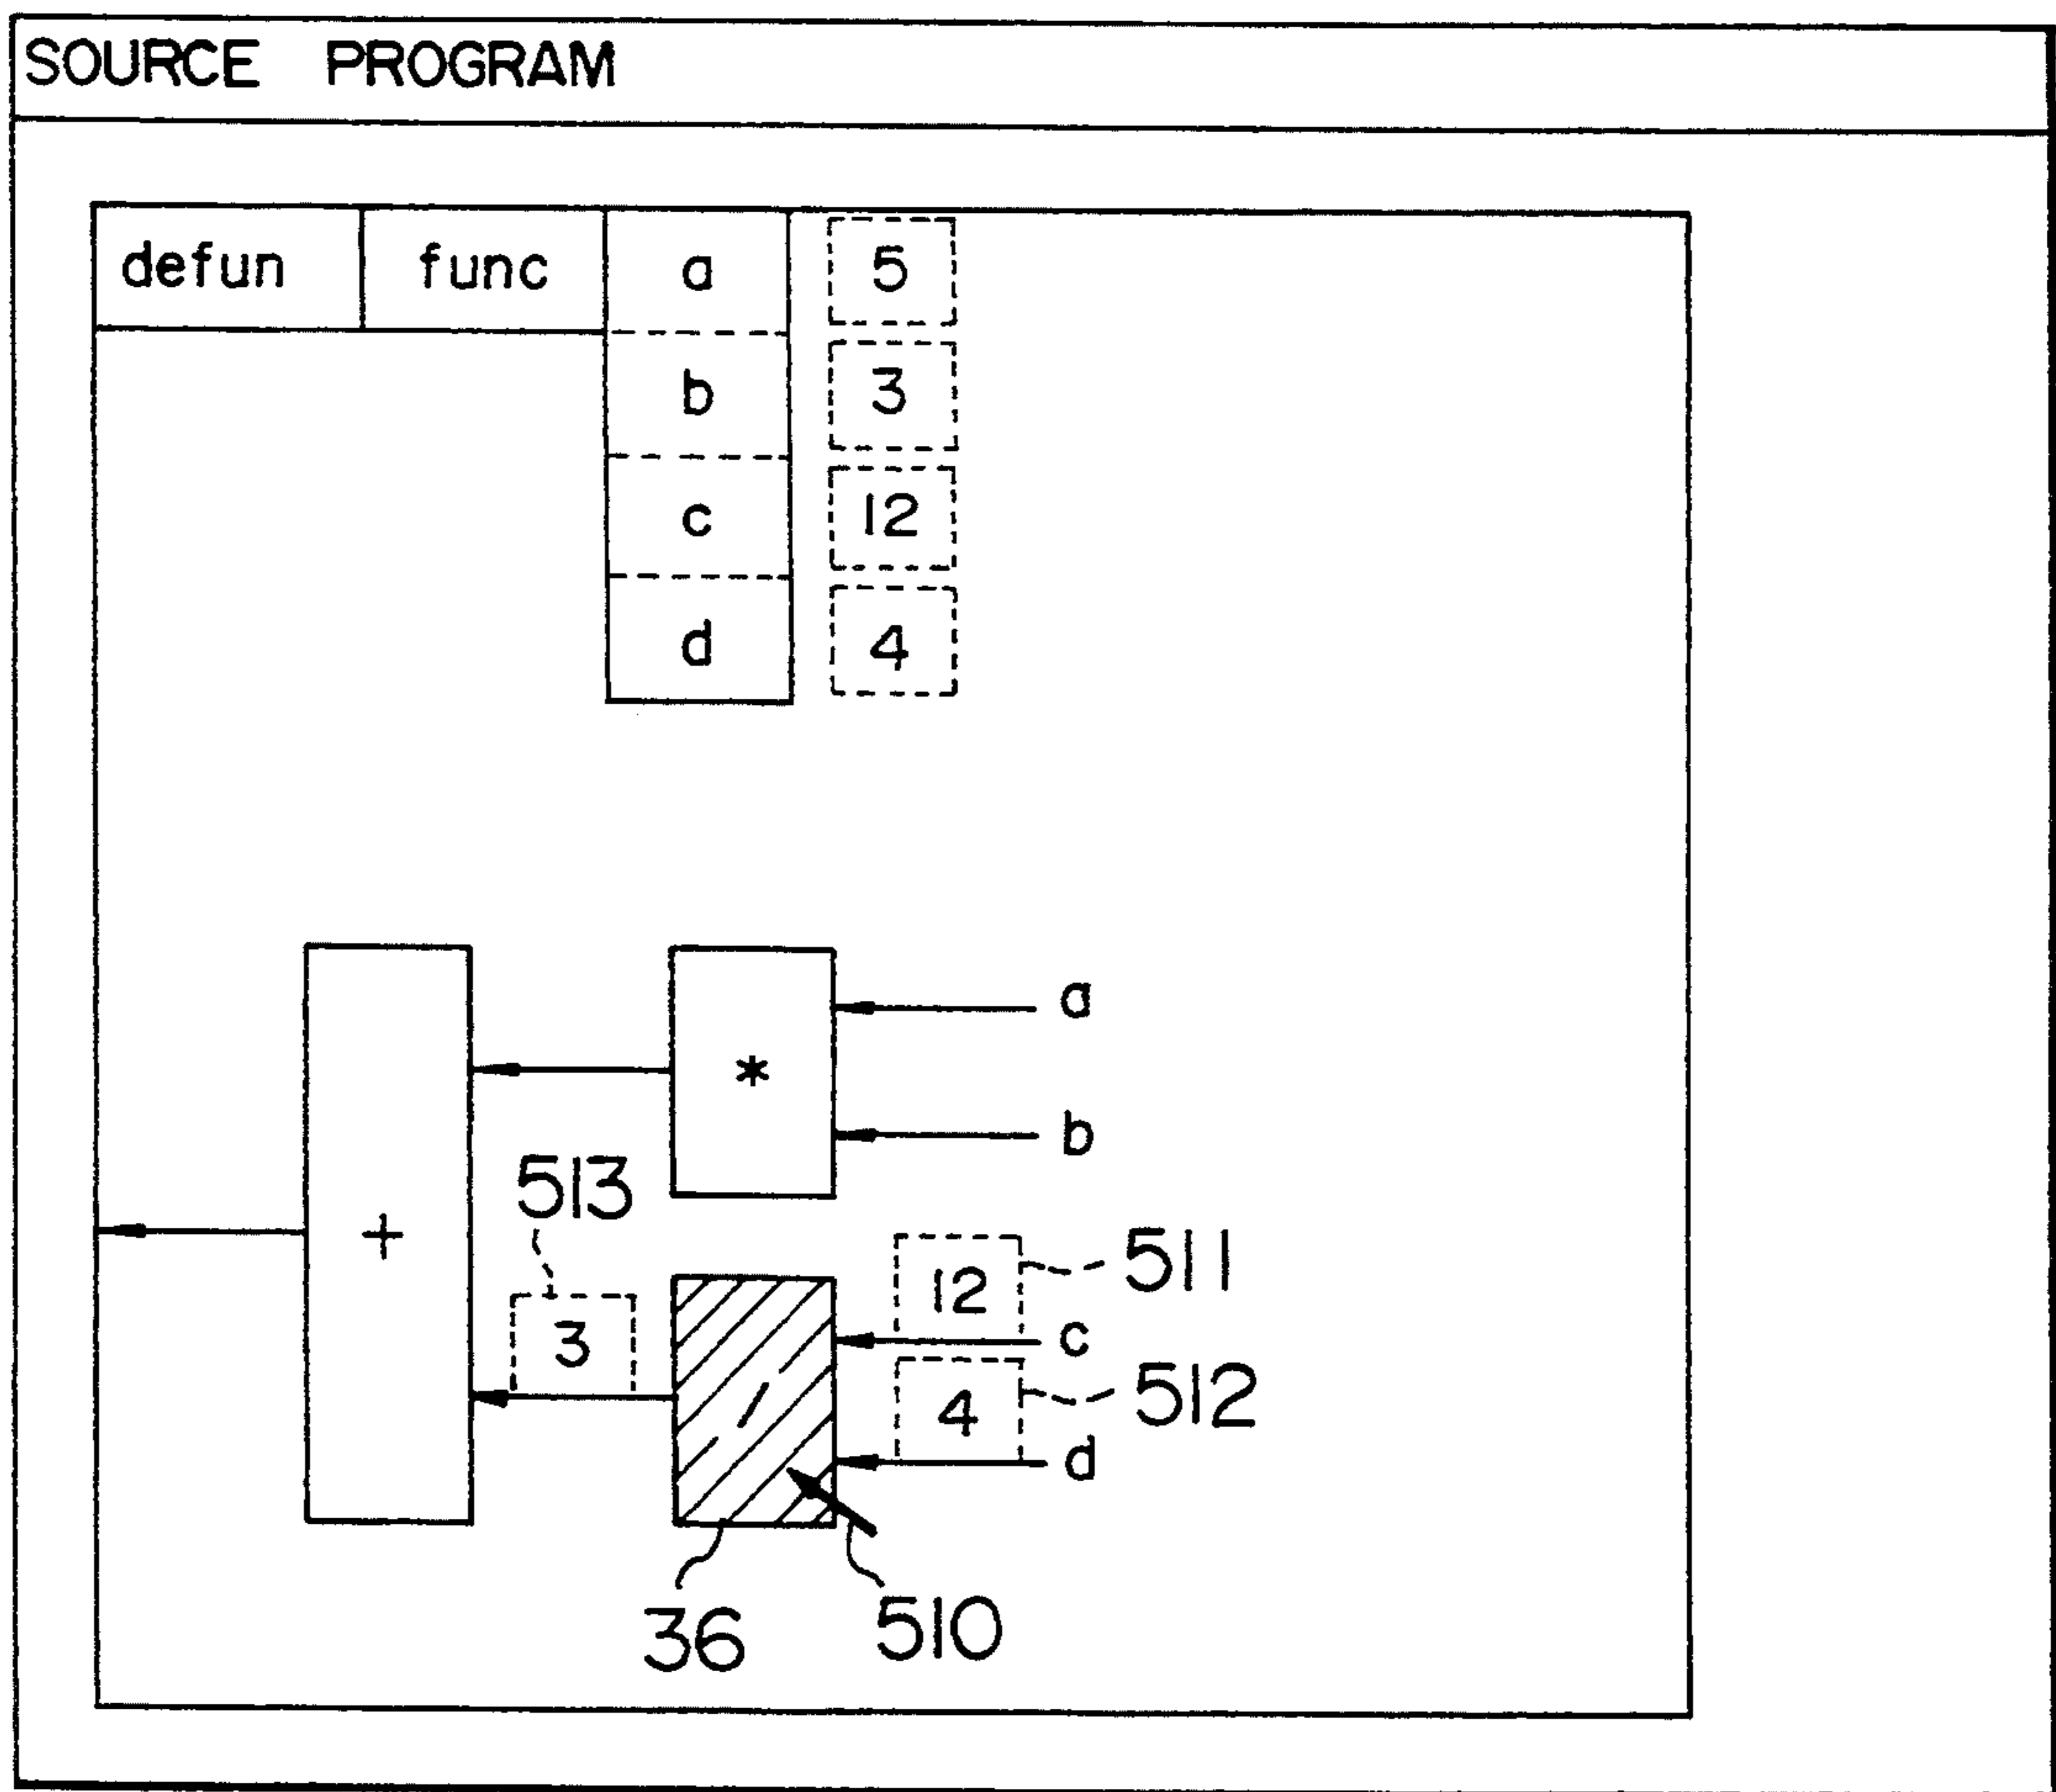 SOURCE PROGRAM
defun func a 5
b 3
c 12
d 4
a
*
b
513
+
12 511
3 c
/ 4 512
d
36 510